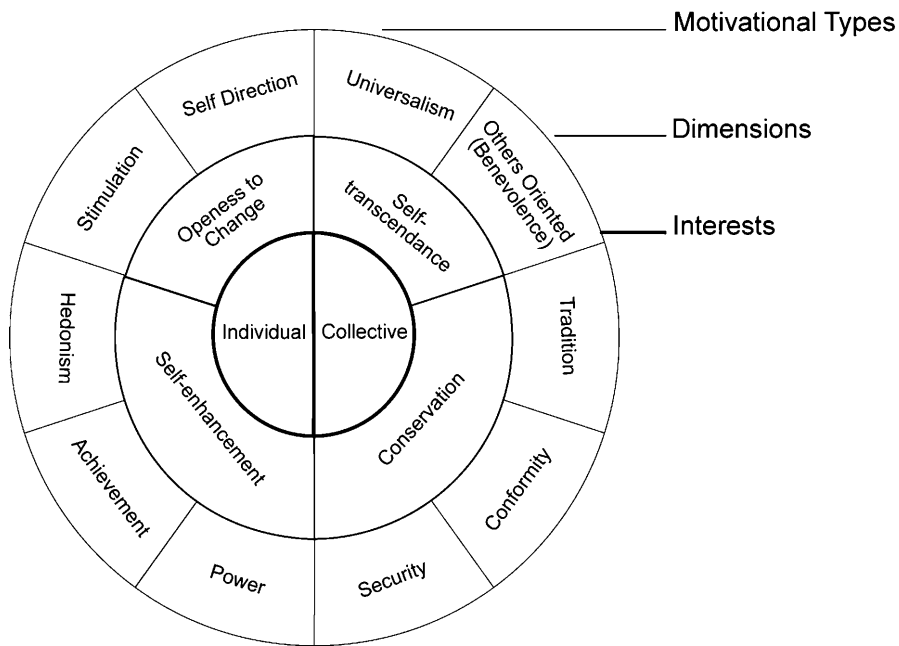 Motivational Types
Dimensions
Interests
Self Direction
Universalism
Others Oriented
(Benevolence)
Stimulation
Openess to
Change
Self-
transcendance
Hedonism
Individual
Collective
Tradition
Self-enhancement
Conservation
Achievement
Conformity
Power
Security